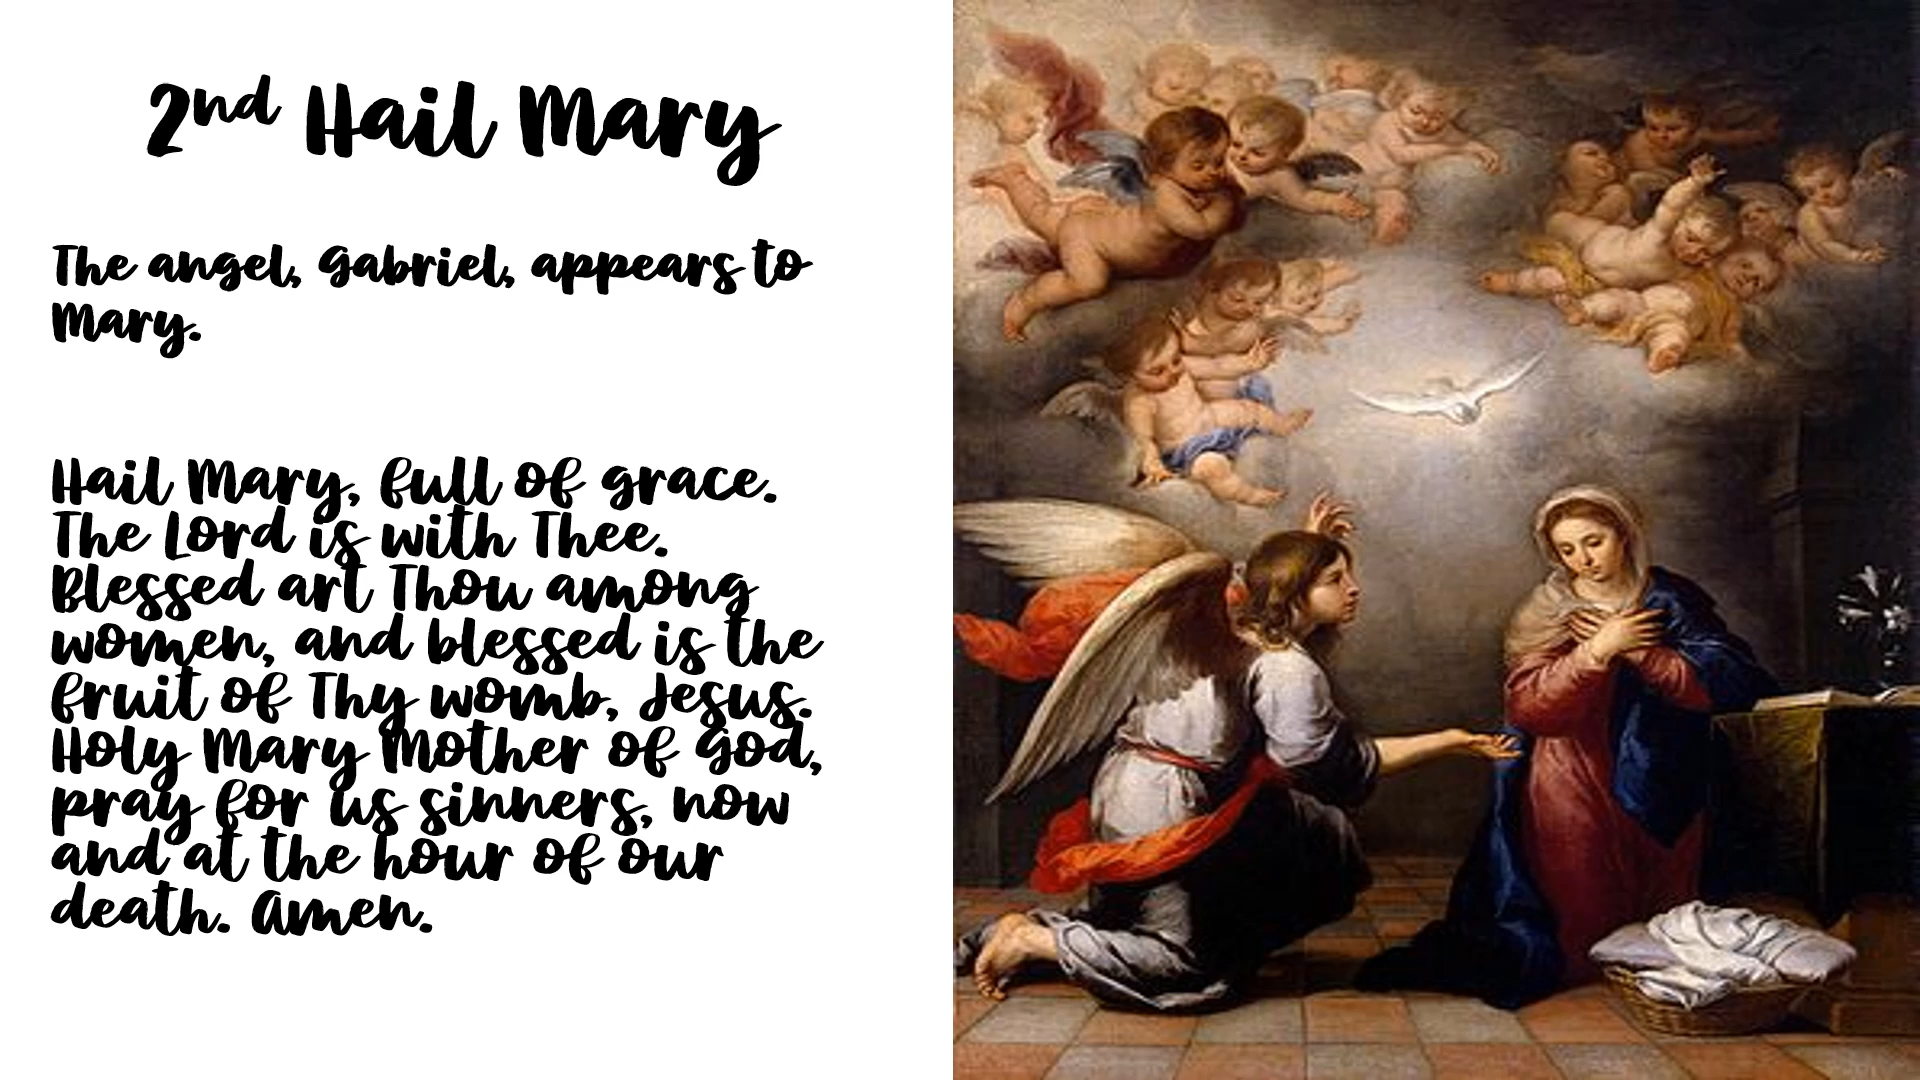 2nd Hail Mary
The angel, Gabriel, appears to
Mary.
Hail Mary, full of grace.
The Lord is with Thee.
Blessed art Thou among
women, and blessed is the
fruit of Thy womb, Jesus.
Holy Mary Mother of God,
pray for us sinners, now
and at the hour of our
death. Amen.